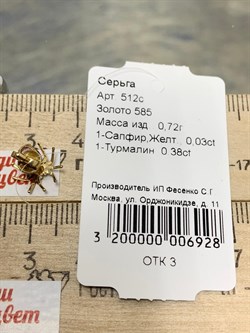 Серьга
Арт 512с
Золото 585
Масса изд 0,72г
1-Сапфир,Желт 0.03ct
1-Турмалин 0.38ct
Производитель ИП Фесенко С.Г
Москва, ул. Орджоникидзе, д. 11
3 200000 006928
ОТК 3
цвет